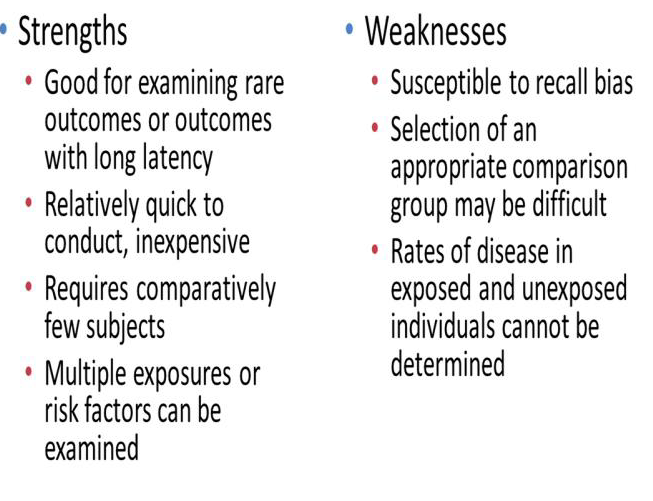 • Strengths
• Good for examining rare
outcomes or outcomes
with long latency
• Relatively quick to
conduct, inexpensive
• Requires comparatively
few subjects
• Multiple exposures or
risk factors can be
examined
• Weaknesses
• Susceptible to recall bias
• Selection of an
appropriate comparison
group may be difficult
• Rates of disease in
exposed and unexposed
individuals cannot be
determined